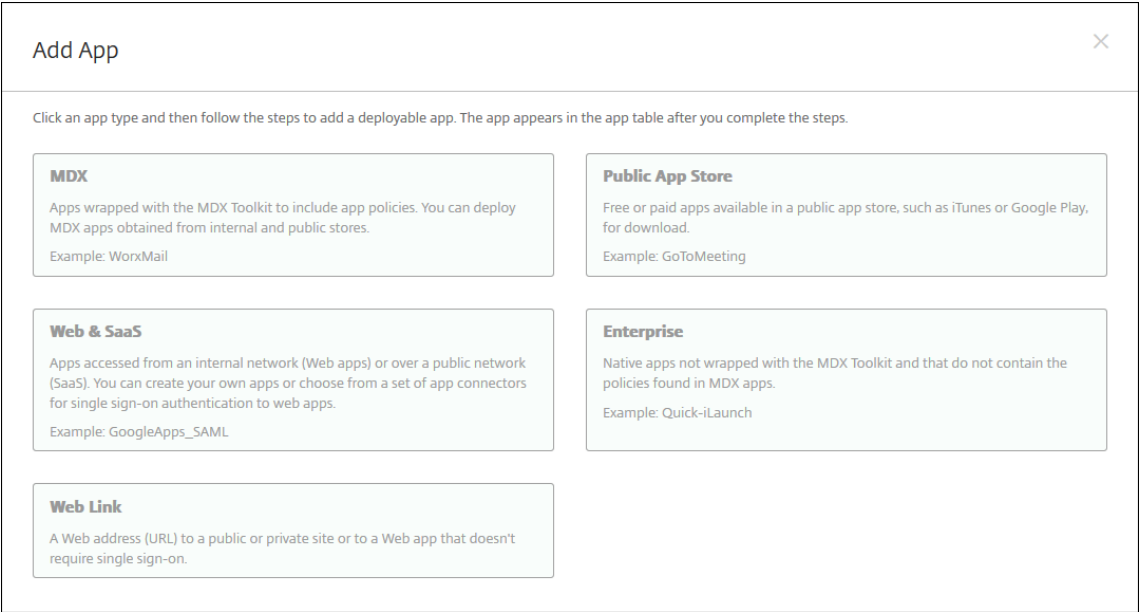 Add App
Click an app type and then follow the steps to add a deployable app. The app appears in the app table after you complete the steps.
MDX
Apps wrapped with the MDX Toolkit to include app policies. You can deploy
MDX apps obtained from internal and public stores.
Example: WorxMail
Public App Store
Free or paid apps available in a public app store, such as iTunes or Google Play,
for download.
Example: GoToMeeting
Web & SaaS
Apps accessed from an internal network (Web apps) or over a public network
(SaaS). You can create your own apps or choose from a set of app connectors
for single sign-on authentication to web apps.
Example: GoogleApps_SAML
Enterprise
Native apps not wrapped with the MDX Toolkit and that do not contain the
policies found in MDX apps.
Example: Quick-iLaunch
Web Link
A Web address (URL) to a public or private site or to a Web app that doesn't
require single sign-on.